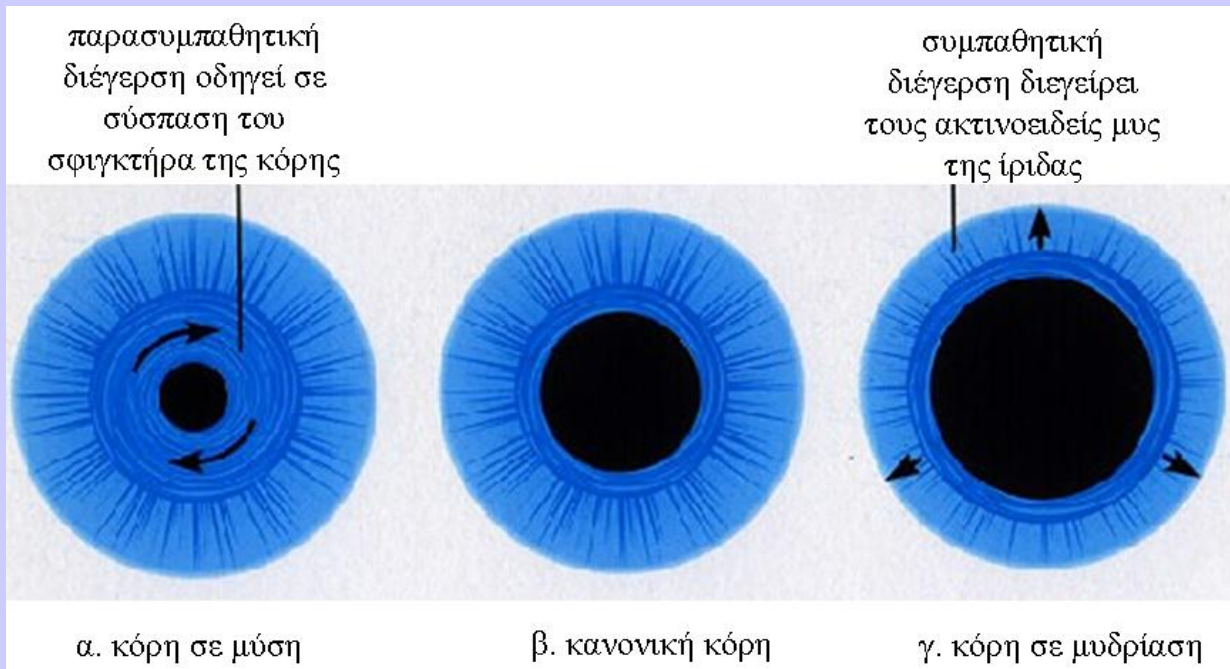 παρασυμπαθητική
διέγερση οδηγεί σε
σύσπαση του
σφιγκτήρα της κόρης
συμπαθητική
διέγερση διεγείρει
τους ακτινοειδείς μυς
της ίριδας
α. κόρη σε μύση
β. κανονική κόρη
γ. κόρη σε μυδρίαση